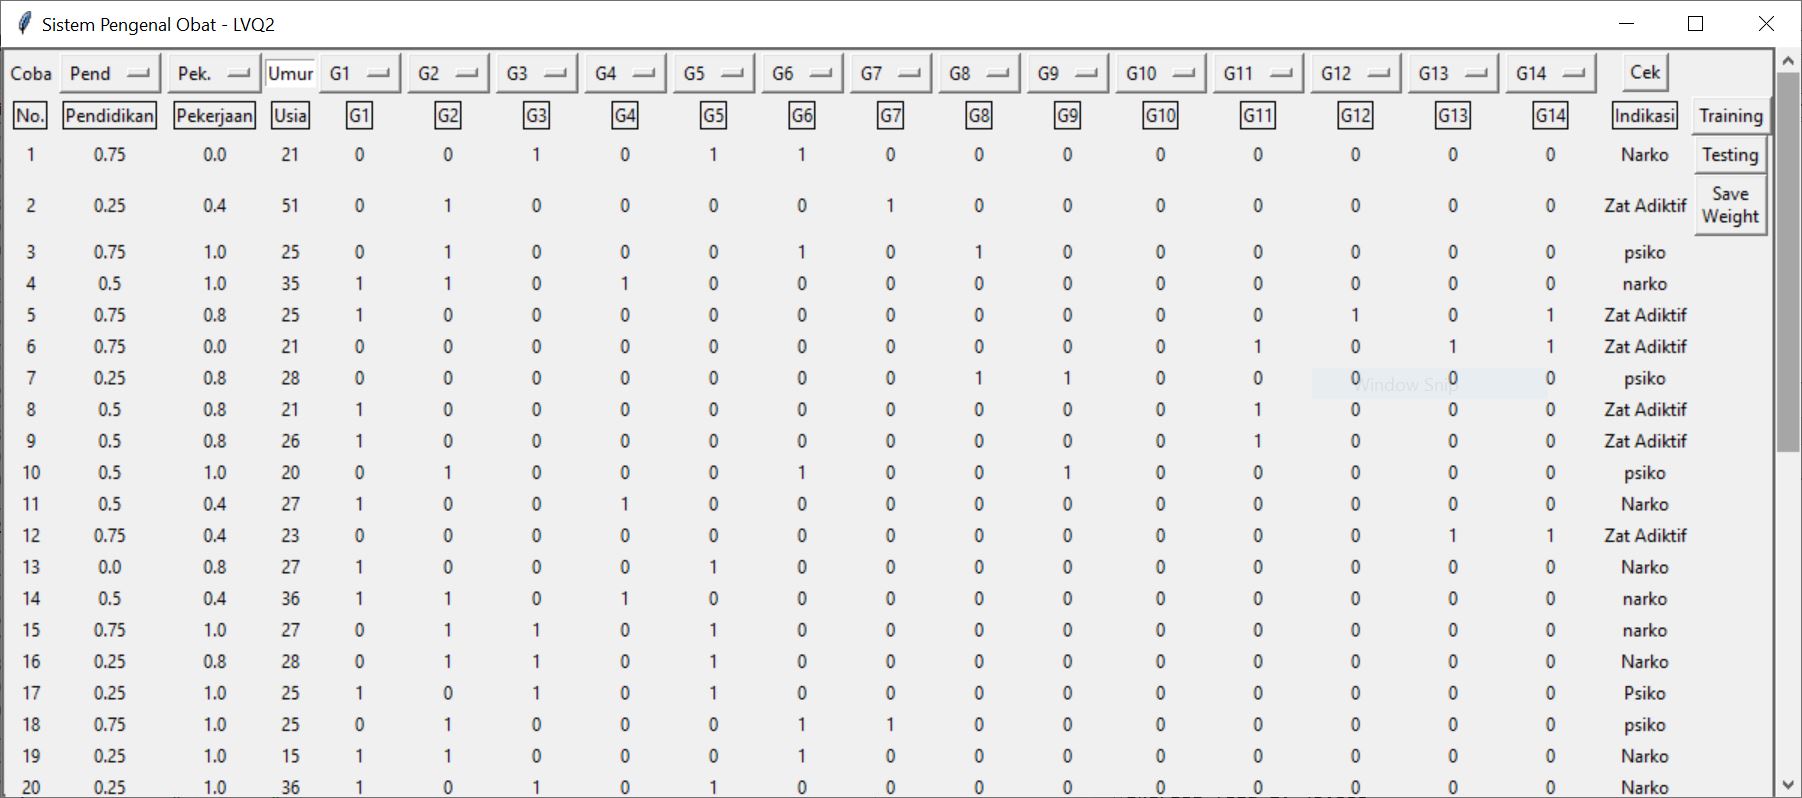 Sistem Pengenal Obat - LVQ2
Coba Pend Pek. Umur G1 G2 G3 G4 G5 G6 G7 G8 G9 G10 G11 G12 G13 G14 Cek
No. Pendidikan Pekerjaan Usia G1 G2 G3 G4 G5 G6 G7 G8 G9 G10 G11 G12 G13 G14 Indikasi Training
1 0.75 0.0 21 0 0 1 0 1 1 0 0 0 0 0 0 0 0 Narko Testing
2 0.25 0.4 51 0 1 0 0 0 0 1 0 0 0 0 0 0 0 Zat Adiktif Save Weight
3 0.75 1.0 25 0 1 0 0 0 1 0 1 0 0 0 0 0 0 psiko
4 0.5 1.0 35 1 1 0 1 0 0 0 0 0 0 0 0 0 0 narko
5 0.75 0.8 25 1 0 0 0 0 0 0 0 0 0 0 1 0 1 Zat Adiktif
6 0.75 0.0 21 0 0 0 0 0 0 0 0 0 0 1 0 1 1 Zat Adiktif
7 0.25 0.8 28 0 0 0 0 0 0 0 1 1 0 0 0 0 0 psiko
Window Snip
8 0.5 0.8 21 1 0 0 0 0 0 0 0 0 0 1 0 0 0 Zat Adiktif
9 0.5 0.8 26 1 0 0 0 0 0 0 0 0 0 1 0 0 0 Zat Adiktif
10 0.5 1.0 20 0 1 0 0 0 1 0 0 1 0 0 0 0 0 psiko
11 0.5 0.4 27 1 0 0 1 0 0 0 0 0 0 0 0 0 0 Narko
12 0.75 0.4 23 0 0 0 0 0 0 0 0 0 0 0 0 1 1 Zat Adiktif
13 0.0 0.8 27 1 0 0 0 1 0 0 0 0 0 0 0 0 0 Narko
14 0.5 0.4 36 1 1 0 1 0 0 0 0 0 0 0 0 0 0 narko
15 0.75 1.0 27 0 1 1 0 1 0 0 0 0 0 0 0 0 0 narko
16 0.25 0.8 28 0 1 1 0 1 0 0 0 0 0 0 0 0 0 Narko
17 0.25 1.0 25 1 0 1 0 1 0 0 0 0 0 0 0 0 0 Psiko
18 0.75 1.0 25 0 1 0 0 0 1 1 0 0 0 0 0 0 0 psiko
19 0.25 1.0 15 1 1 0 0 0 1 0 0 0 0 0 0 0 0 Narko
20 0.25 1.0 36 1 0 1 0 1 0 0 0 0 0 0 0 0 0 Narko